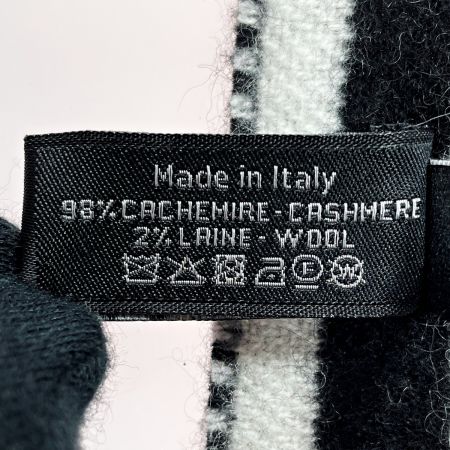 Made in Italy
98% CACHEMIRE - CASHMERE
2% LAINE - WOOL